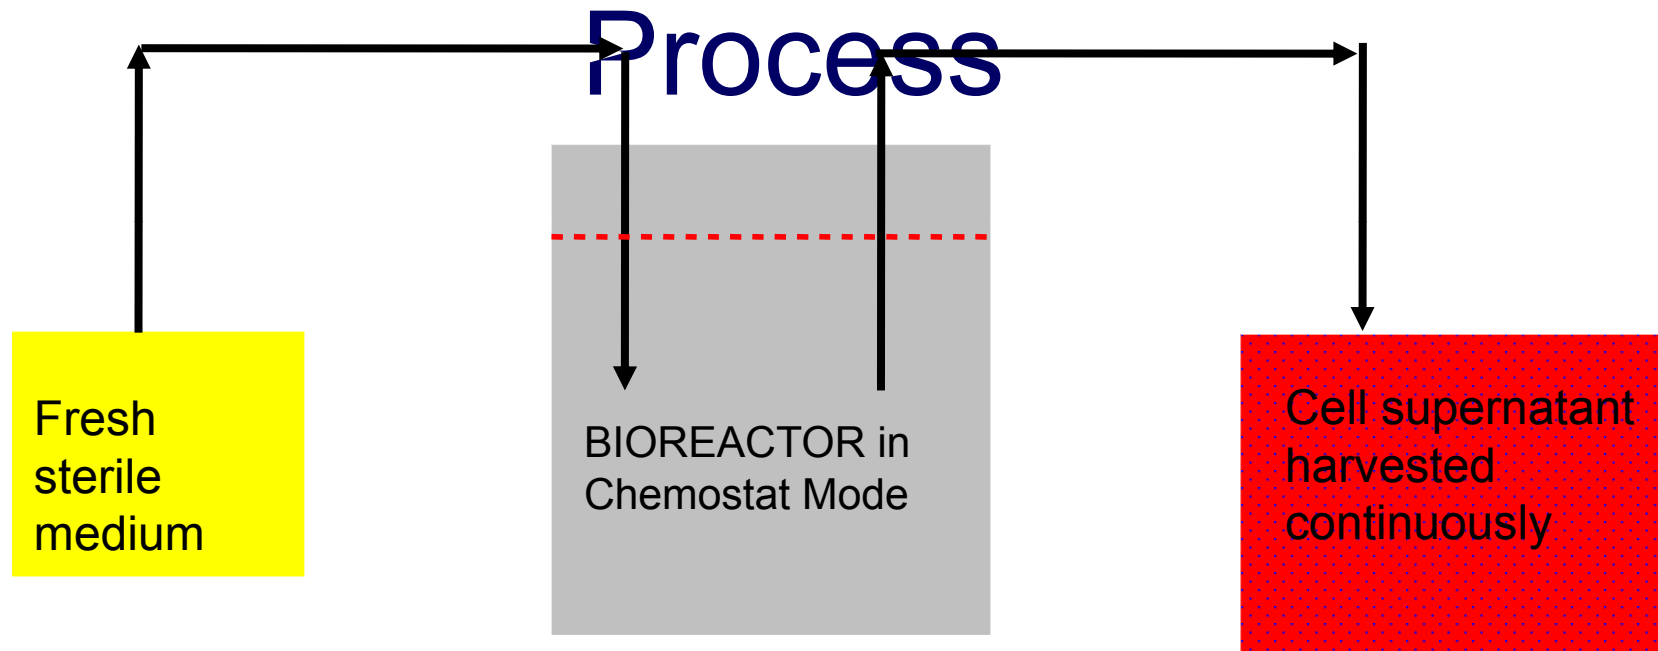 Process
Fresh
sterile
medium
BIOREACTOR in
Chemostat Mode
Cell supernatant
harvested
continuously